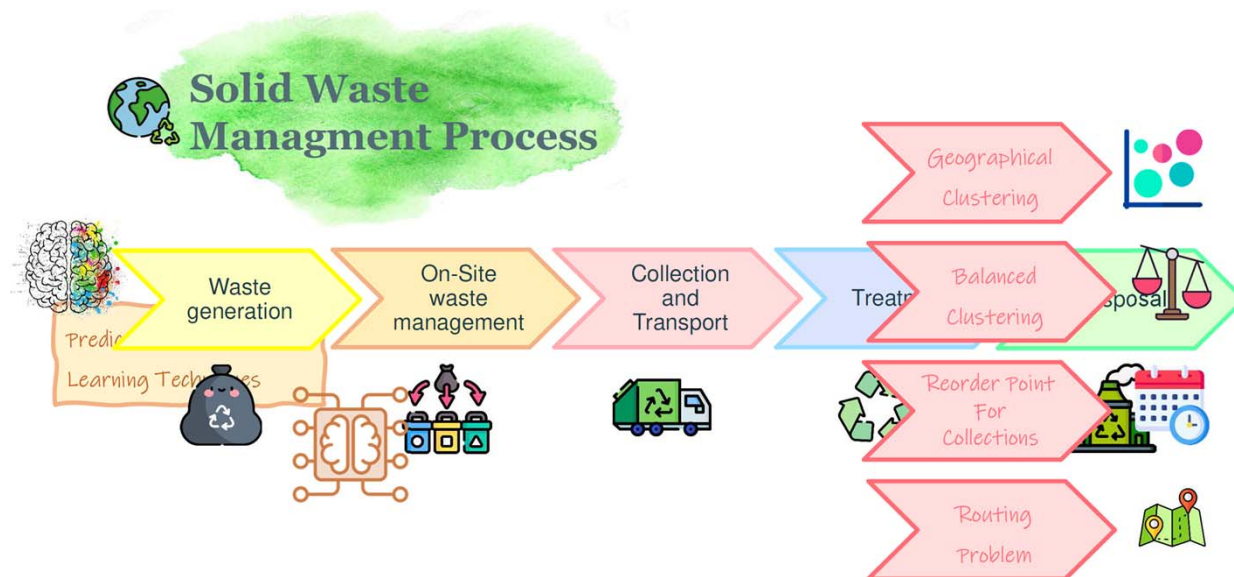 Solid Waste
Managment Process
Waste
generation
On-Site
waste
management
Collection
and
Transport
Geographical
Clustering
Balanced
Clustering
Reorder Point
For
Collections
Routing
Problem
Learning Techniques